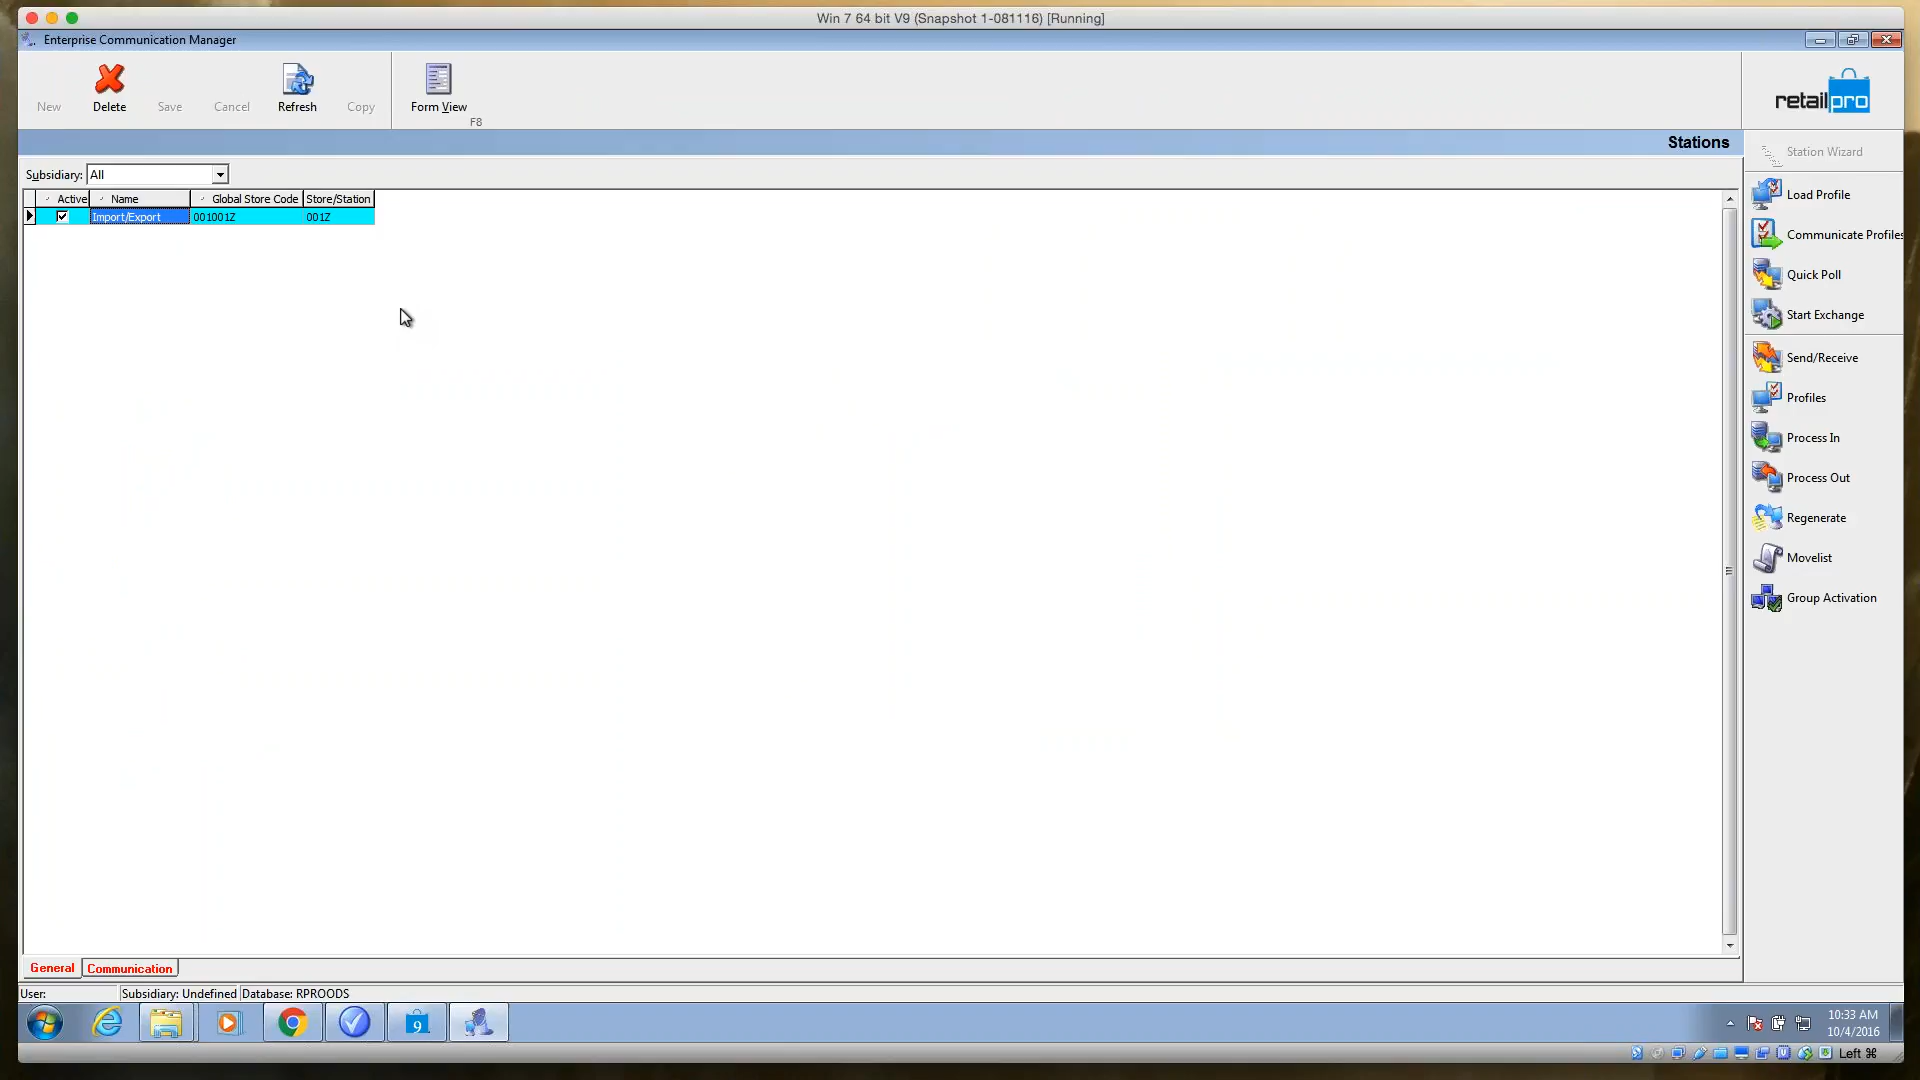 Win 7 64 bit V9 (Snapshot 1-081116) [Running]
Enterprise Communication Manager
New
Delete
Save
Cancel
Refresh
Copy
Form View
F8
retailpro
Stations
Subsidiary: All
Active Name Global Store Code Store/Station
Import/Export 001001Z 001Z
Station Wizard
Load Profile
Communicate Profiles
Quick Poll
Start Exchange
Send/Receive
Profiles
Process In
Process Out
Regenerate
Movelist
Group Activation
General Communication
User: Subsidiary: Undefined Database: RPROODS
9
10:33 AM
10/4/2016
Left ⌘